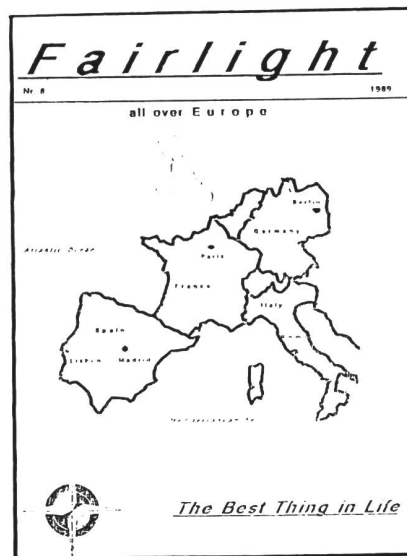 Fairlight
Nr. 8 1989
all over Europe
Berlin
Germany
Atlantic Ocean
Paris
France
Italy
Spain
Lisbon Madrid
The Best Thing in Life